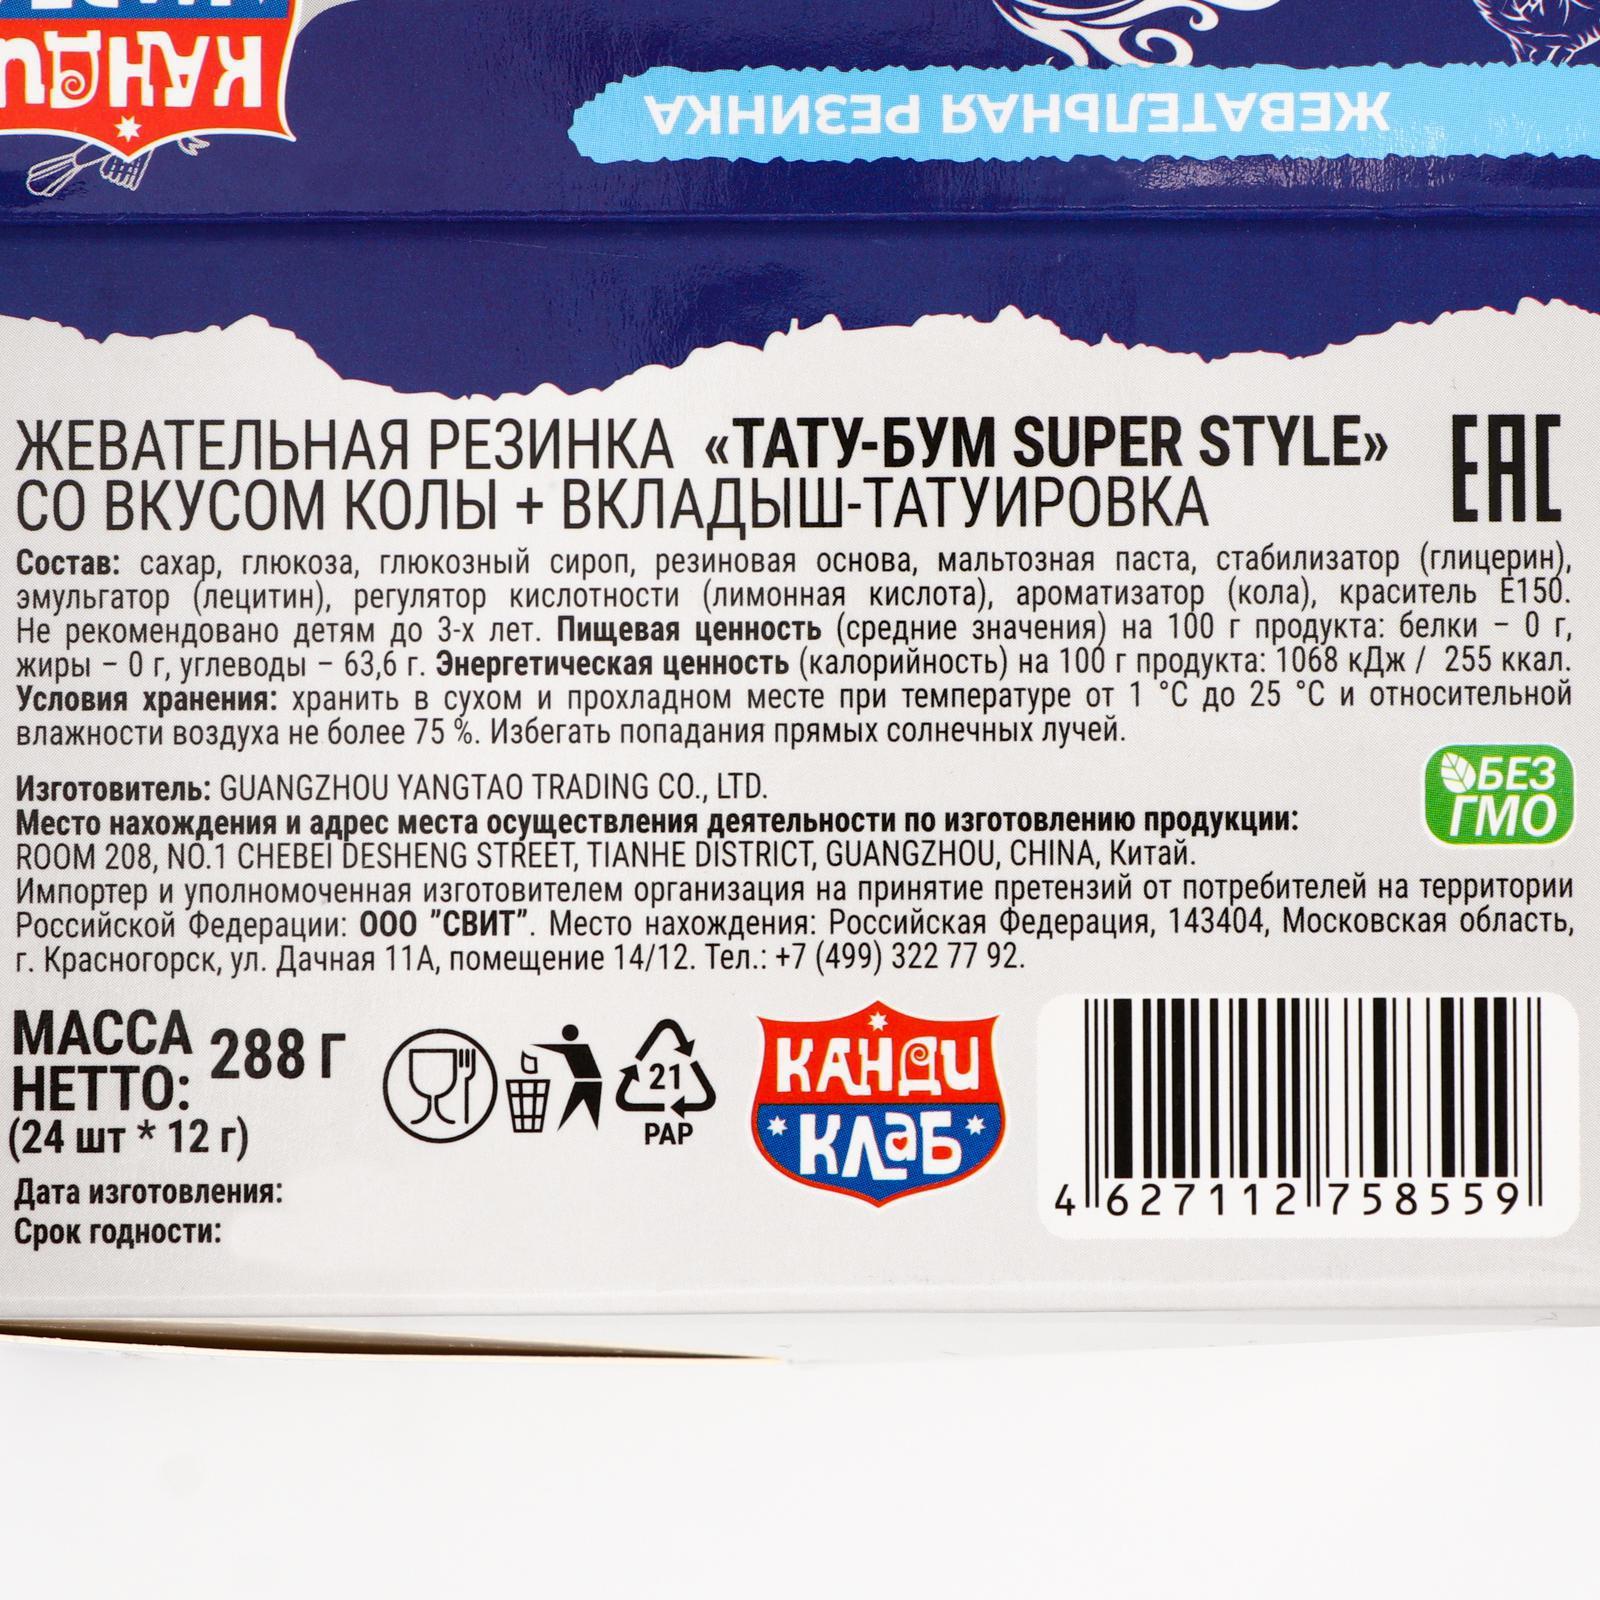 КАНДИ
ЖЕВАТЕЛЬНАЯ РЕЗИНКА
ЖЕВАТЕЛЬНАЯ РЕЗИНКА «ТАТУ-БУМ SUPER STYLE»
СО ВКУСОМ КОЛЫ + ВКЛАДЫШ-ТАТУИРОВКА
EAC
Состав: сахар, глюкоза, глюкозный сироп, резиновая основа, мальтозная паста, стабилизатор (глицерин),
эмульгатор (лецитин), регулятор кислотности (лимонная кислота), ароматизатор (кола), краситель Е150.
Не рекомендовано детям до 3-х лет. Пищевая ценность (средние значения) на 100 г продукта: белки – 0 г,
жиры – 0 г, углеводы – 63,6 г. Энергетическая ценность (калорийность) на 100 г продукта: 1068 кДж / 255 ккал.
Условия хранения: хранить в сухом и прохладном месте при температуре от 1 °С до 25 °С и относительной
влажности воздуха не более 75 %. Избегать попадания прямых солнечных лучей.
БЕЗ
ГМО
Изготовитель: GUANGZHOU YANGTAO TRADING CO., LTD.
Место нахождения и адрес места осуществления деятельности по изготовлению продукции:
ROOM 208, NO.1 CHEBEI DESHENG STREET, TIANHE DISTRICT, GUANGZHOU, CHINA, Китай.
Импортер и уполномоченная изготовителем организация на принятие претензий от потребителей на территории
Российской Федерации: ООО "СВИТ". Место нахождения: Российская Федерация, 143404, Московская область,
г. Красногорск, ул. Дачная 11А, помещение 14/12. Тел.: +7 (499) 322 77 92.
МАССА
НЕТТО: 288 Г
(24 шт * 12 г)
21
PAP
КАНДИ
КЛАБ
4 627112 758559
Дата изготовления:
Срок годности: